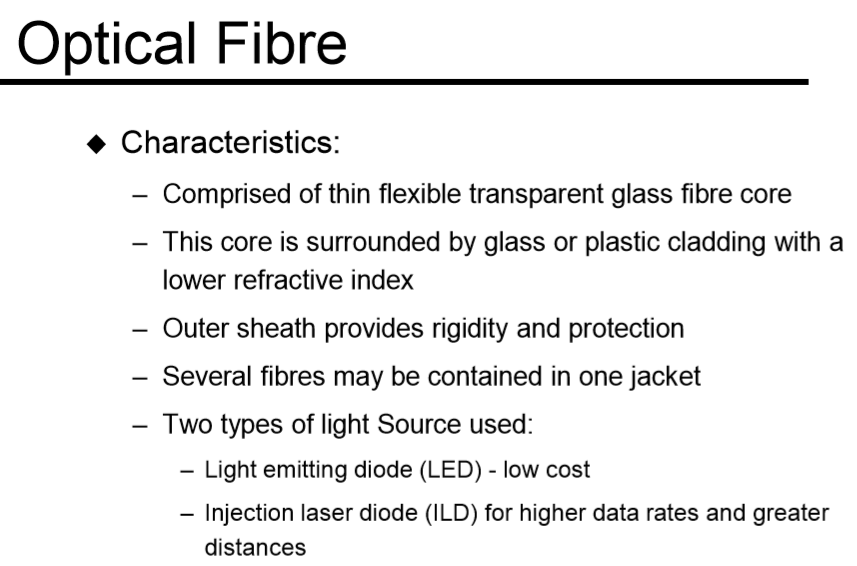 Optical Fibre
◆ Characteristics:
– Comprised of thin flexible transparent glass fibre core
– This core is surrounded by glass or plastic cladding with a
lower refractive index
– Outer sheath provides rigidity and protection
– Several fibres may be contained in one jacket
– Two types of light Source used:
– Light emitting diode (LED) - low cost
– Injection laser diode (ILD) for higher data rates and greater
distances